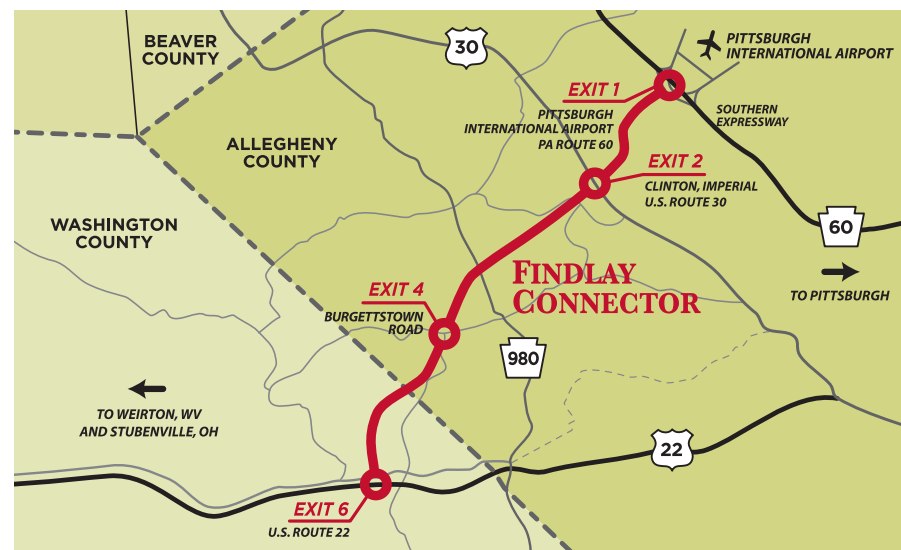 BEAVER
COUNTY
30
PITTSBURGH
INTERNATIONAL AIRPORT
EXIT 1
PITTSBURGH
INTERNATIONAL AIRPORT
PA ROUTE 60
SOUTHERN
EXPRESSWAY
ALLEGHENY
COUNTY
EXIT 2
CLINTON, IMPERIAL
U.S. ROUTE 30
WASHINGTON
COUNTY
60
FINDLAY
CONNECTOR
TO PITTSBURGH
EXIT 4
BURGETTSTOWN
ROAD
980
TO WEIRTON, WV
AND STUBENVILLE, OH
22
EXIT 6
U.S. ROUTE 22